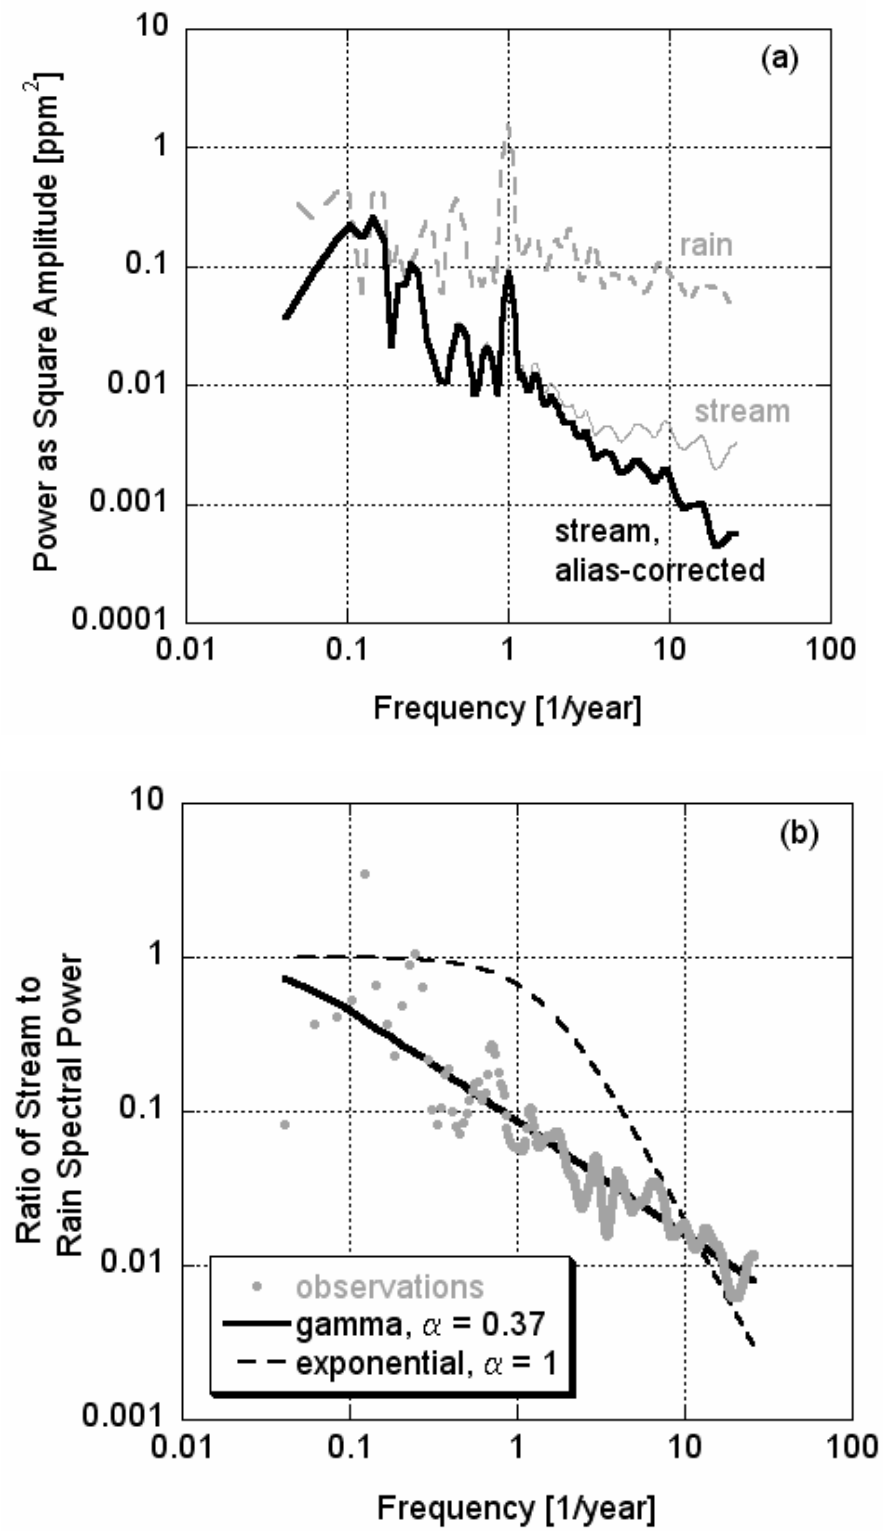 10
(a)
1
0.1
0.01
0.001
0.0001
Power as Square Amplitude [ppm²]
rain
stream
stream,
alias-corrected
0.01 0.1 1 10 100
Frequency [1/year]
10
(b)
1
0.1
0.01
0.001
Ratio of Stream to
Rain Spectral Power
observations
gamma, α = 0.37
exponential, α = 1
0.01 0.1 1 10 100
Frequency [1/year]